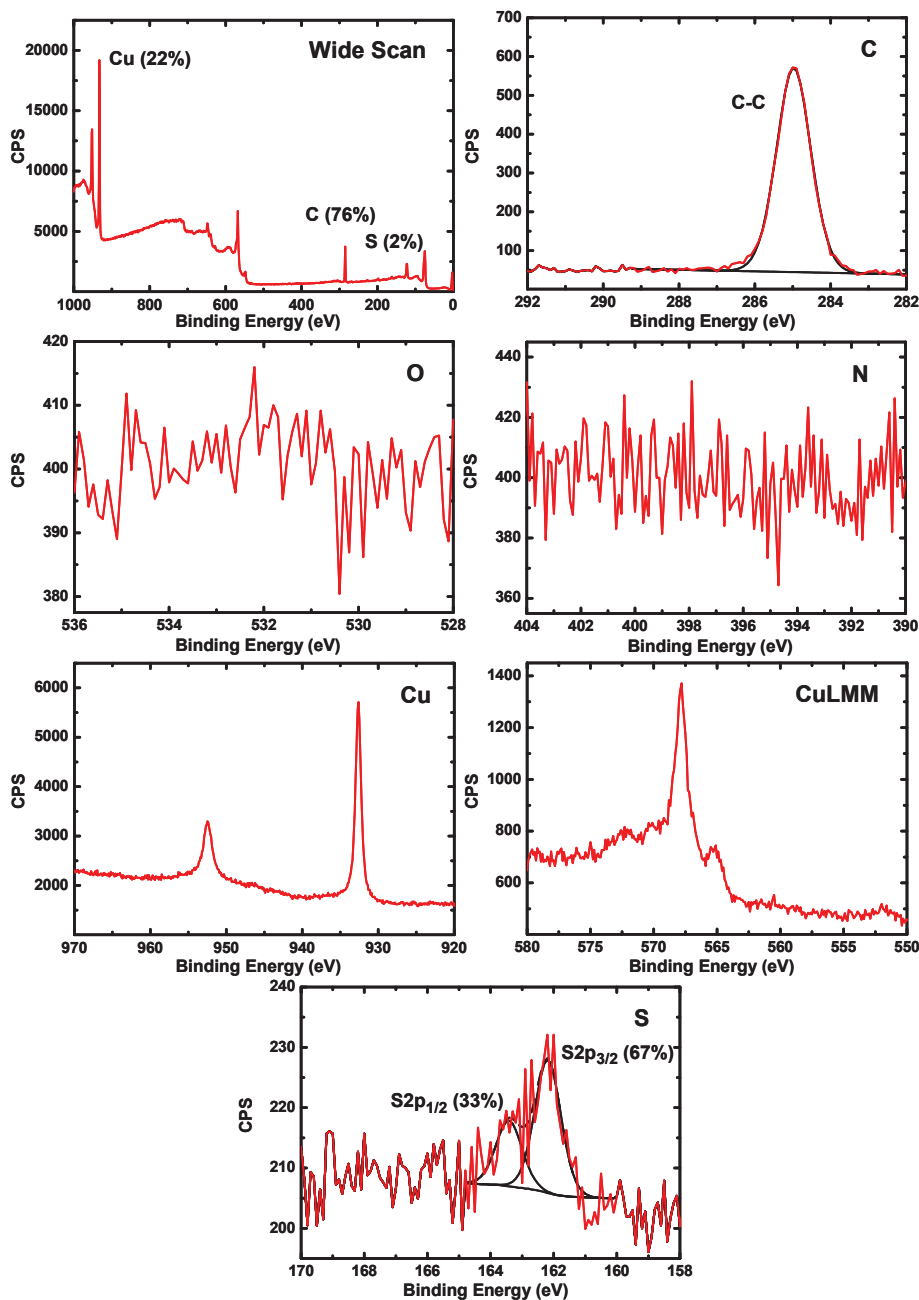 Wide Scan
Cu (22%)
C (76%)
S (2%)
20000
15000
10000
5000
0
CPS
1000 800 600 400 200 0
Binding Energy (eV)
C
C-C
700
600
500
400
300
200
100
0
CPS
292 290 288 286 284 282
Binding Energy (eV)
O
420
410
400
390
380
CPS
536 534 532 530 528
Binding Energy (eV)
N
440
420
400
380
360
CPS
404 402 400 398 396 394 392 390
Binding Energy (eV)
Cu
6000
5000
4000
3000
2000
CPS
970 960 950 940 930 920
Binding Energy (eV)
CuLMM
1400
1200
1000
800
600
CPS
580 575 570 565 560 555 550
Binding Energy (eV)
S
S2p3/2 (67%)
S2p1/2 (33%)
240
230
220
210
200
CPS
170 168 166 164 162 160 158
Binding Energy (eV)